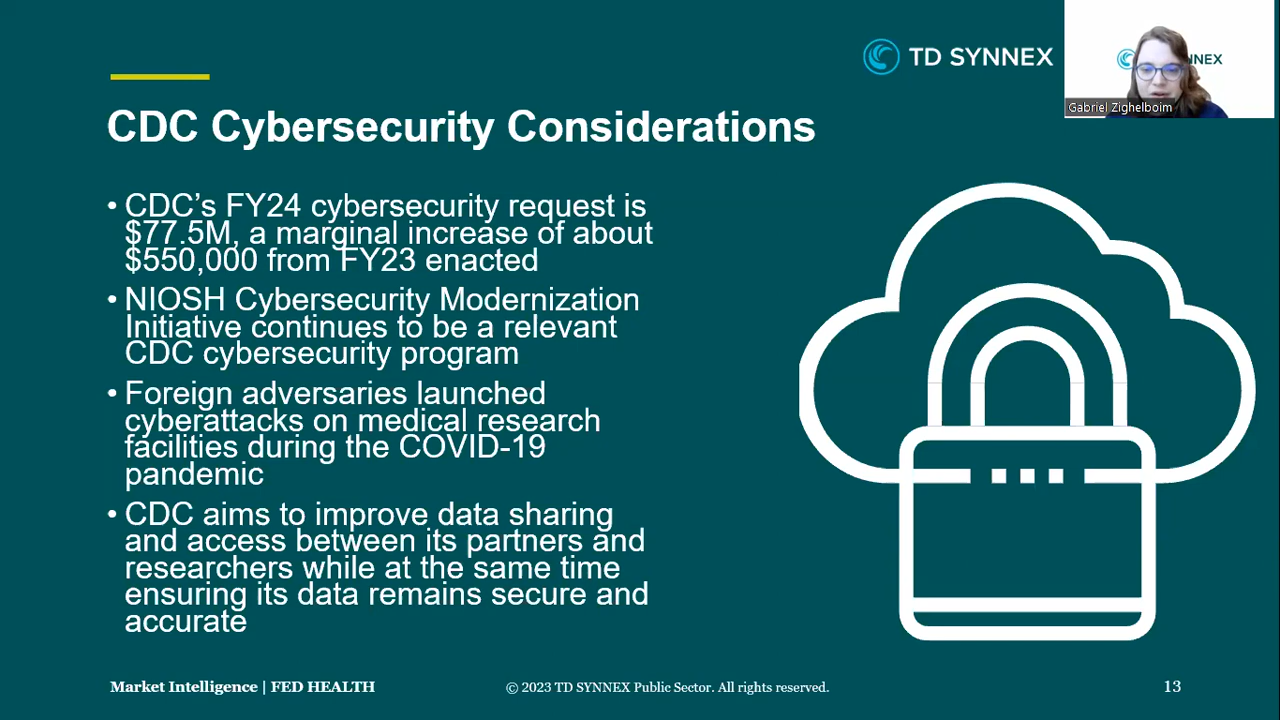 TD SYNNEX
NNEX
Gabriel Zighelboim
CDC Cybersecurity Considerations
• CDC’s FY24 cybersecurity request is
$77.5M, a marginal increase of about
$550,000 from FY23 enacted
• NIOSH Cybersecurity Modernization
Initiative continues to be a relevant
CDC cybersecurity program
• Foreign adversaries launched
cyberattacks on medical research
facilities during the COVID-19
pandemic
• CDC aims to improve data sharing
and access between its partners and
researchers while at the same time
ensuring its data remains secure and
accurate
Market Intelligence | FED HEALTH
© 2023 TD SYNNEX Public Sector. All rights reserved.
13